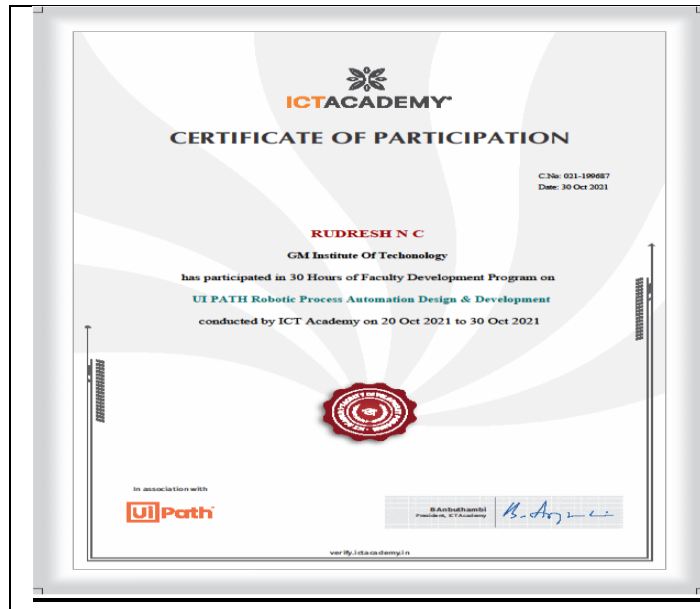 ICTACADEMY
CERTIFICATE OF PARTICIPATION
C.No: 021-199687
Date: 30 Oct 2021
RUDRESH N C
GM Institute Of Techonology
has participated in 30 Hours of Faculty Development Program on
UI PATH Robotic Process Automation Design & Development
conducted by ICT Academy on 20 Oct 2021 to 30 Oct 2021
In association with
UiPath
B Anbuthambi
President, ICT Academy
verify.ictacademy.in